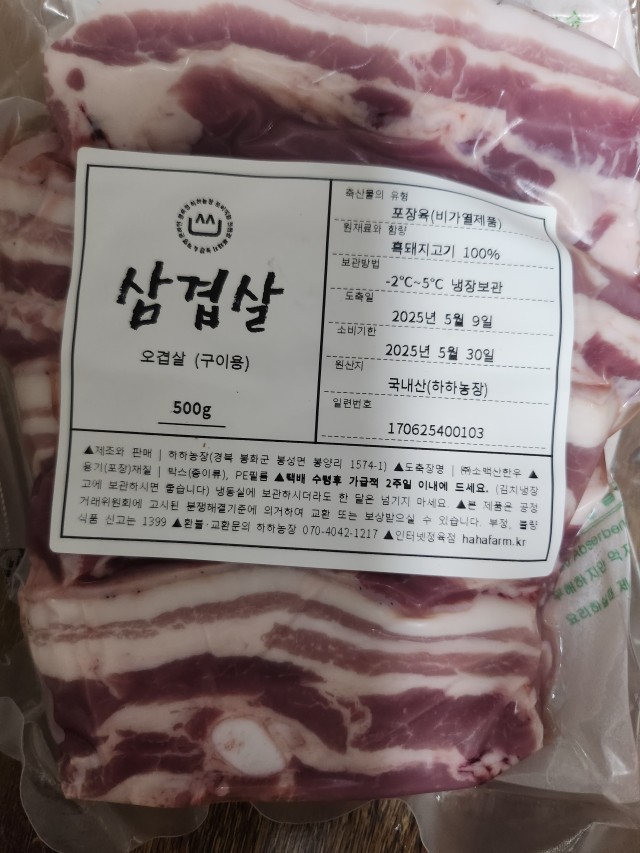 삼겹살
오겹살 (구이용)
500g
축산물의 유형
포장육(비가열제품)
원재료와 함량
흑돼지고기 100%
보관방법
-2℃~5℃ 냉장보관
도축일
2025년 5월 9일
소비기한
2025년 5월 30일
원산지
국내산(하하농장)
일련번호
170625400103
▲제조와 판매 | 하하농장(경북 봉화군 봉성면 봉양리 1574-1) ▲도축장명 | ㈜소백산한우 ▲
용기(포장)재질 | 박스(종이류), PE필름 ▲택배 수령후 가급적 2주일 이내에 드세요. (김치냉장
고에 보관하시면 좋습니다) 냉동실에 보관하시더라도 한 달은 넘기지 마세요. ▲본 제품은 공정
거래위원회에 고시된 분쟁해결기준에 의거하여 교환 또는 보상받으실 수 있습니다. 부정, 불량
식품 신고는 1399 ▲환불·교환문의 하하농장 070-4042-1217 ▲인터넷정육점 hahafarm.kr